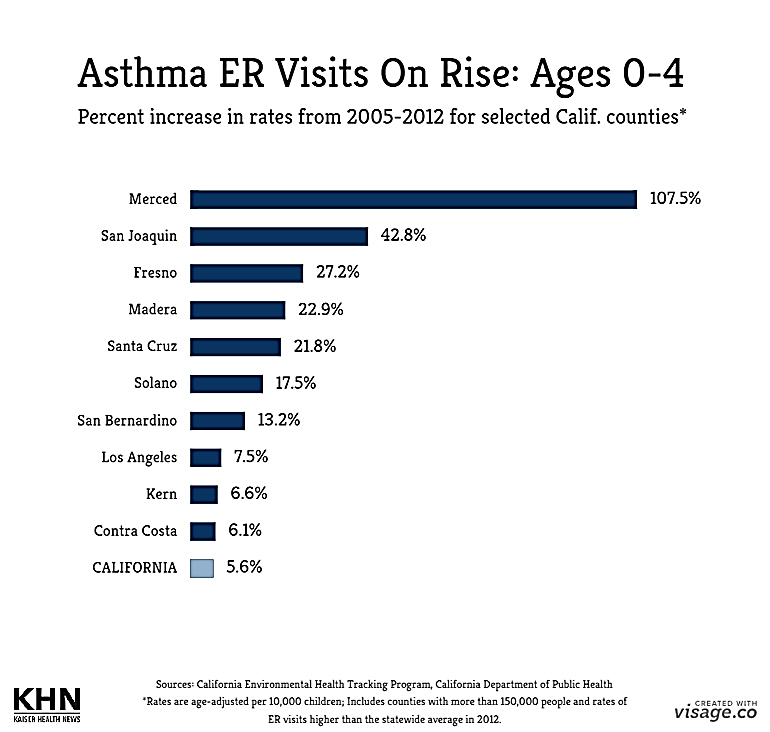 Asthma ER Visits On Rise: Ages 0-4
Percent increase in rates from 2005-2012 for selected Calif. counties*
Merced 107.5%
San Joaquin 42.8%
Fresno 27.2%
Madera 22.9%
Santa Cruz 21.8%
Solano 17.5%
San Bernardino 13.2%
Los Angeles 7.5%
Kern 6.6%
Contra Costa 6.1%
CALIFORNIA 5.6%
Sources: California Environmental Health Tracking Program, California Department of Public Health
*Rates are age-adjusted per 10,000 children; Includes counties with more than 150,000 people and rates of
ER visits higher than the statewide average in 2012.
KHN
KAISER HEALTH NEWS
CREATED WITH
visage.co